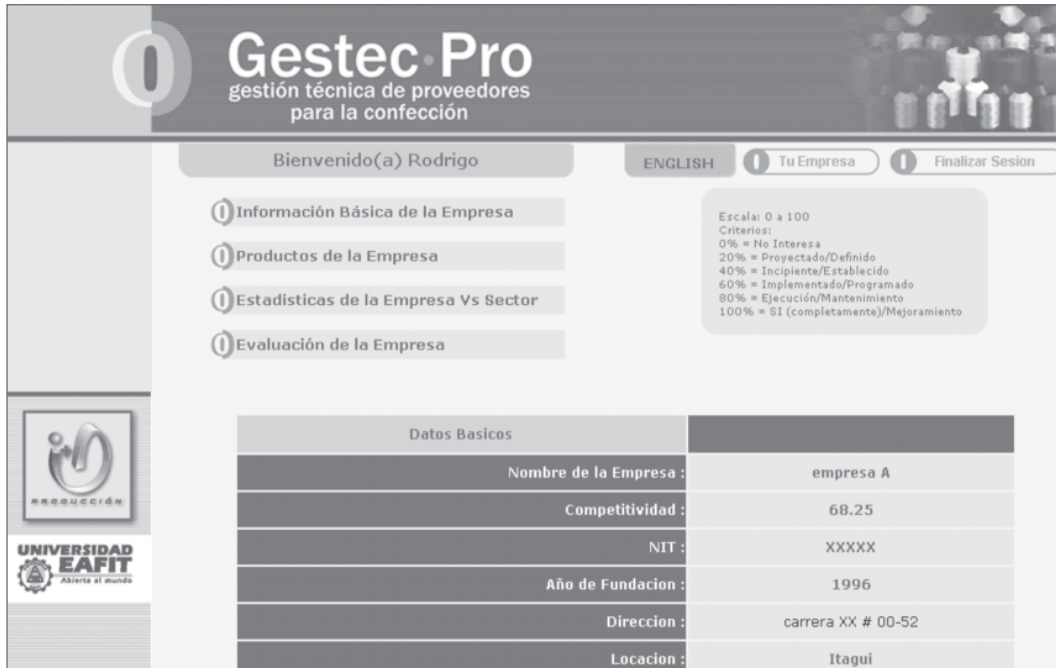 Gestec·Pro
gestión técnica de proveedores
para la confección
Bienvenido(a) Rodrigo
ENGLISH
Tu Empresa
Finalizar Sesion
Información Básica de la Empresa
Productos de la Empresa
Estadisticas de la Empresa Vs Sector
Evaluación de la Empresa
Escala: 0 a 100
Criterios:
0% = No Interesa
20% = Proyectado/Definido
40% = Incipiente/Establecido
60% = Implementado/Programado
80% = Ejecución/Mantenimiento
100% = SI (completamente)/Mejoramiento
Datos Basicos
Nombre de la Empresa : empresa A
Competitividad : 68.25
NIT : XXXXX
Año de Fundacion : 1996
Direccion : carrera XX # 00-52
Locacion : Itagui
i+D
PRODUCCIÓN
UNIVERSIDAD
EAFIT
Abierta al mundo